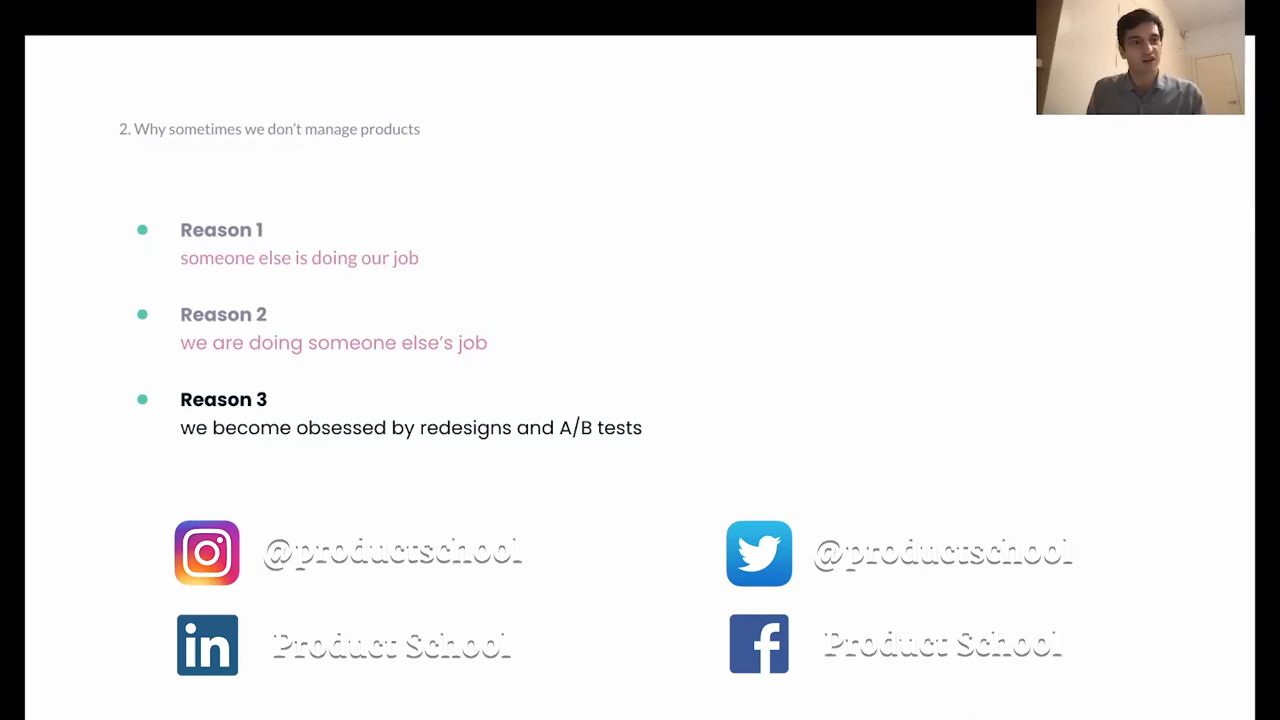 2. Why sometimes we don't manage products
Reason 1
someone else is doing our job
Reason 2
we are doing someone else's job
Reason 3
we become obsessed by redesigns and A/B tests
@productschool
@productschool
in
Product School
f
Product School